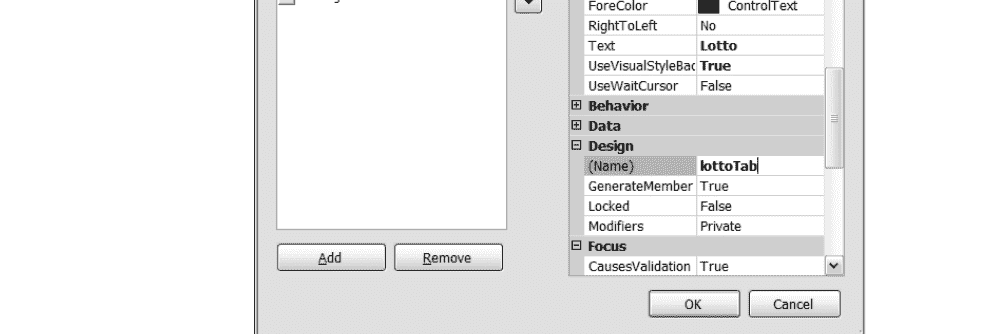 ForeColor ControlText
RightToLeft No
Text Lotto
UseVisualStyleBac True
UseWaitCursor False
Behavior
Data
Design
(Name) lottoTab
GenerateMember True
Locked False
Modifiers Private
Focus
CausesValidation True
Add Remove
OK Cancel